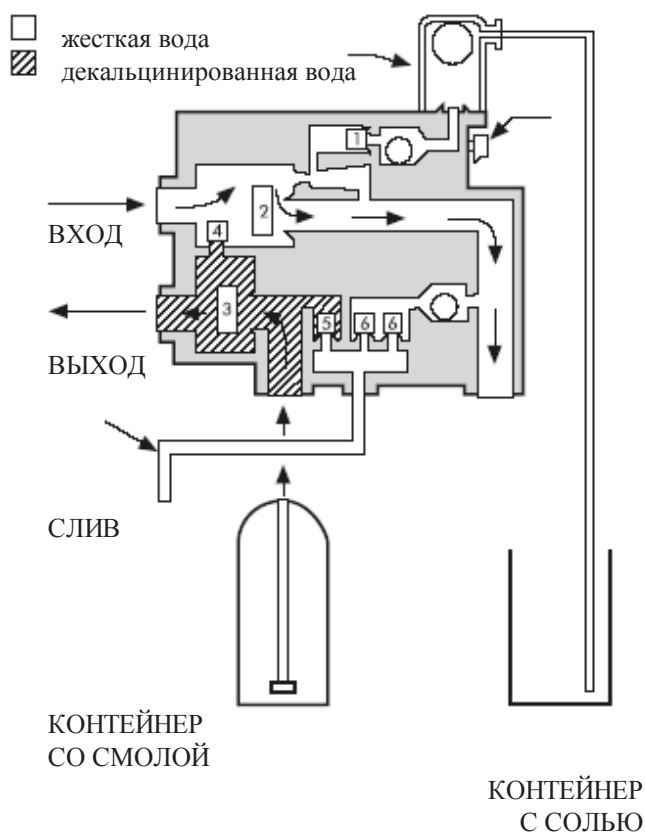 жесткая вода
декальцинированная вода
1
ВХОД
2
4
3
ВЫХОД
5
6
6
СЛИВ
КОНТЕЙНЕР
СО СМОЛОЙ
КОНТЕЙНЕР
С СОЛЬЮ